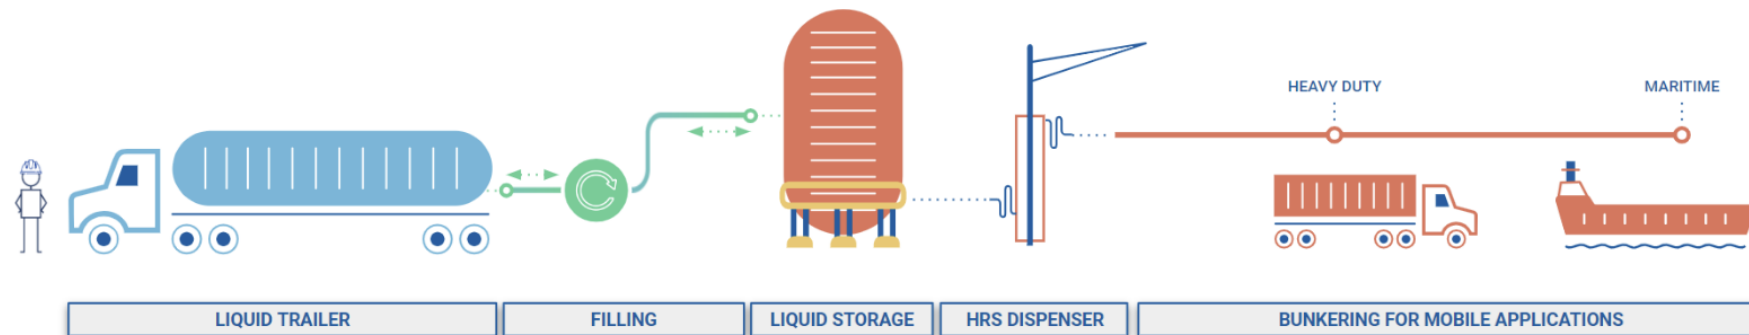 HEAVY DUTY
MARITIME
LIQUID TRAILER
FILLING
LIQUID STORAGE
HRS DISPENSER
BUNKERING FOR MOBILE APPLICATIONS